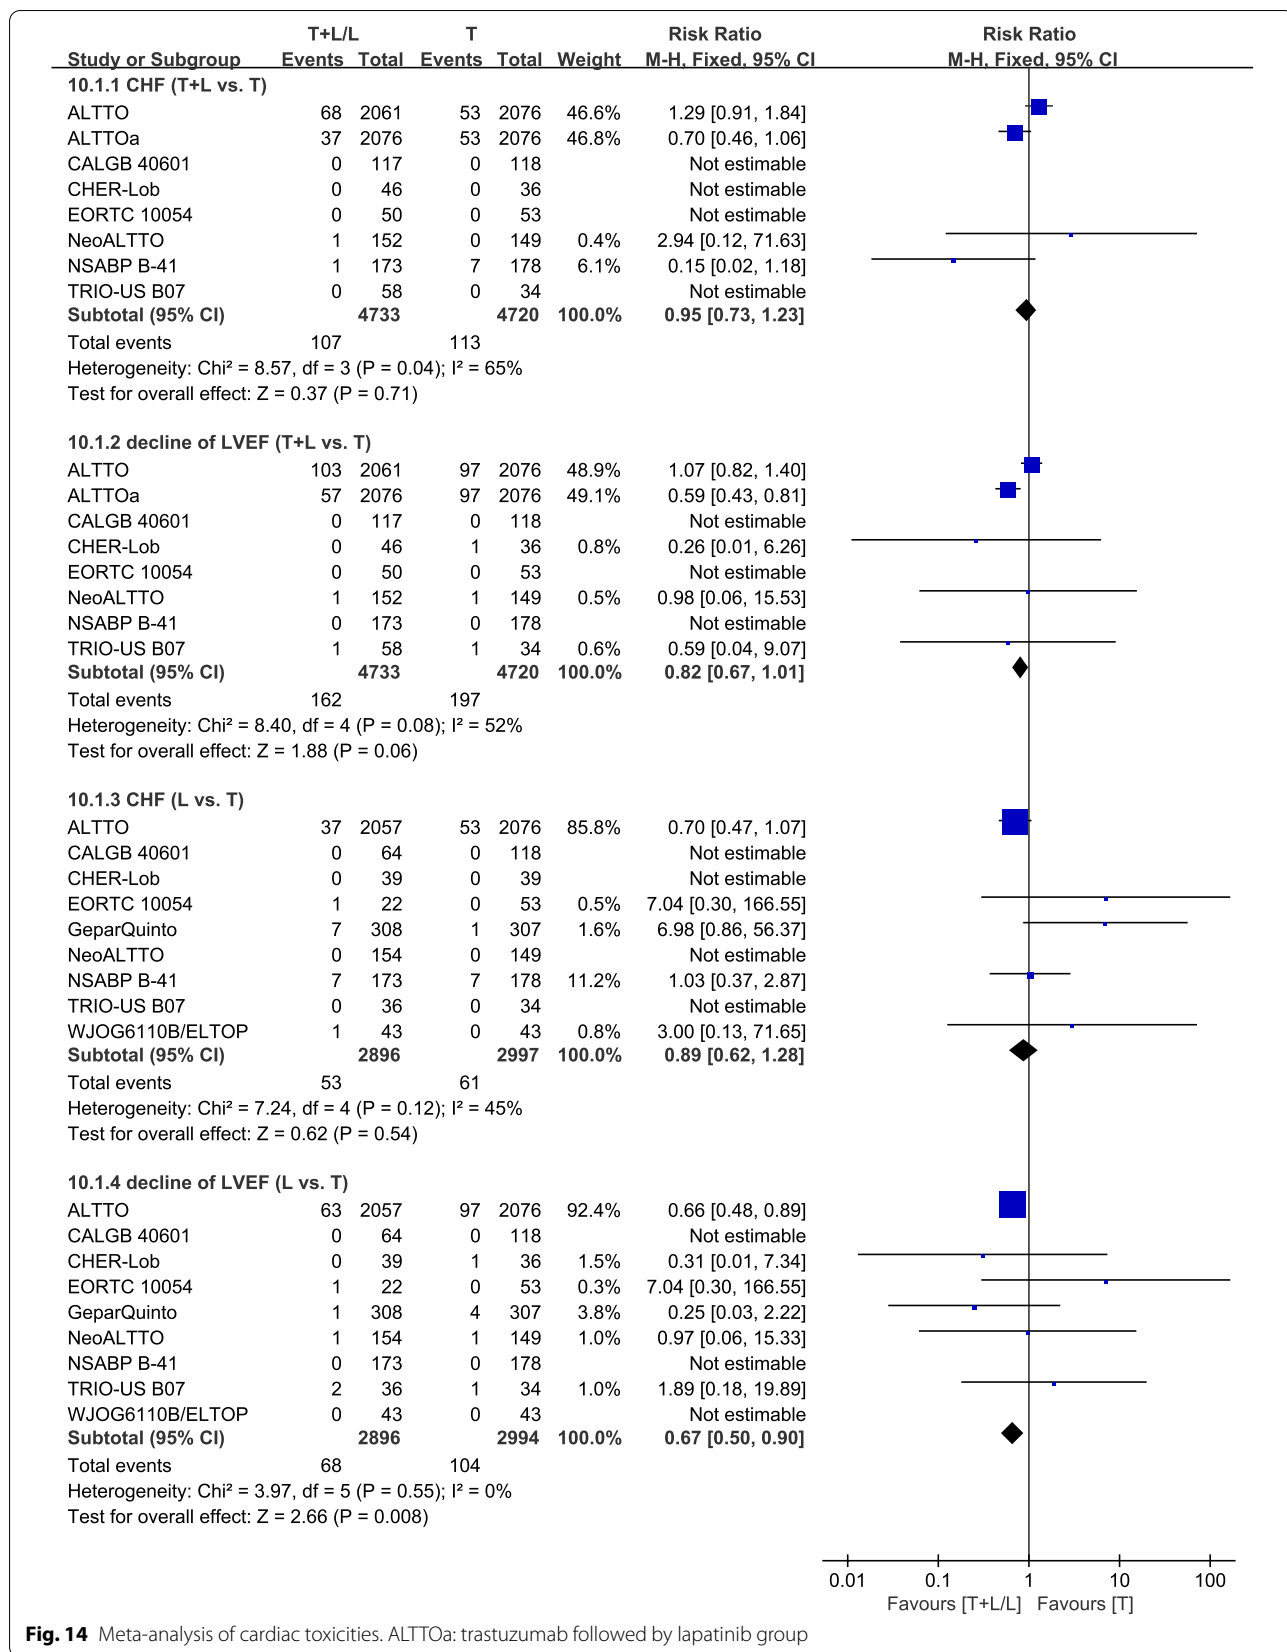 T+L/L T Risk Ratio Risk Ratio
Study or Subgroup Events Total Events Total Weight M-H, Fixed, 95% CI M-H, Fixed, 95% CI
10.1.1 CHF (T+L vs. T)
ALTTO 68 2061 53 2076 46.6% 1.29 [0.91, 1.84]
ALTTOa 37 2076 53 2076 46.8% 0.70 [0.46, 1.06]
CALGB 40601 0 117 0 118 Not estimable
CHER-Lob 0 46 0 36 Not estimable
EORTC 10054 0 50 0 53 Not estimable
NeoALTTO 1 152 0 149 0.4% 2.94 [0.12, 71.63]
NSABP B-41 1 173 7 178 6.1% 0.15 [0.02, 1.18]
TRIO-US B07 0 58 0 34 Not estimable
Subtotal (95% CI) 4733 4720 100.0% 0.95 [0.73, 1.23]
Total events 107 113
Heterogeneity: Chi² = 8.57, df = 3 (P = 0.04); I² = 65%
Test for overall effect: Z = 0.37 (P = 0.71)
10.1.2 decline of LVEF (T+L vs. T)
ALTTO 103 2061 97 2076 48.9% 1.07 [0.82, 1.40]
ALTTOa 57 2076 97 2076 49.1% 0.59 [0.43, 0.81]
CALGB 40601 0 117 0 118 Not estimable
CHER-Lob 0 46 1 36 0.8% 0.26 [0.01, 6.26]
EORTC 10054 0 50 0 53 Not estimable
NeoALTTO 1 152 1 149 0.5% 0.98 [0.06, 15.53]
NSABP B-41 0 173 0 178 Not estimable
TRIO-US B07 1 58 1 34 0.6% 0.59 [0.04, 9.07]
Subtotal (95% CI) 4733 4720 100.0% 0.82 [0.67, 1.01]
Total events 162 197
Heterogeneity: Chi² = 8.40, df = 4 (P = 0.08); I² = 52%
Test for overall effect: Z = 1.88 (P = 0.06)
10.1.3 CHF (L vs. T)
ALTTO 37 2057 53 2076 85.8% 0.70 [0.47, 1.07]
CALGB 40601 0 64 0 118 Not estimable
CHER-Lob 0 39 0 39 Not estimable
EORTC 10054 1 22 0 53 0.5% 7.04 [0.30, 166.55]
GeparQuinto 7 308 1 307 1.6% 6.98 [0.86, 56.37]
NeoALTTO 0 154 0 149 Not estimable
NSABP B-41 7 173 7 178 11.2% 1.03 [0.37, 2.87]
TRIO-US B07 0 36 0 34 Not estimable
WJOG6110B/ELTOP 1 43 0 43 0.8% 3.00 [0.13, 71.65]
Subtotal (95% CI) 2896 2997 100.0% 0.89 [0.62, 1.28]
Total events 53 61
Heterogeneity: Chi² = 7.24, df = 4 (P = 0.12); I² = 45%
Test for overall effect: Z = 0.62 (P = 0.54)
10.1.4 decline of LVEF (L vs. T)
ALTTO 63 2057 97 2076 92.4% 0.66 [0.48, 0.89]
CALGB 40601 0 64 0 118 Not estimable
CHER-Lob 0 39 1 36 1.5% 0.31 [0.01, 7.34]
EORTC 10054 1 22 0 53 0.3% 7.04 [0.30, 166.55]
GeparQuinto 1 308 4 307 3.8% 0.25 [0.03, 2.22]
NeoALTTO 1 154 1 149 1.0% 0.97 [0.06, 15.33]
NSABP B-41 0 173 0 178 Not estimable
TRIO-US B07 2 36 1 34 1.0% 1.89 [0.18, 19.89]
WJOG6110B/ELTOP 0 43 0 43 Not estimable
Subtotal (95% CI) 2896 2994 100.0% 0.67 [0.50, 0.90]
Total events 68 104
Heterogeneity: Chi² = 3.97, df = 5 (P = 0.55); I² = 0%
Test for overall effect: Z = 2.66 (P = 0.008)
0.01 0.1 1 10 100
Favours [T+L/L] Favours [T]
Fig. 14 Meta-analysis of cardiac toxicities. ALTTOa: trastuzumab followed by lapatinib group